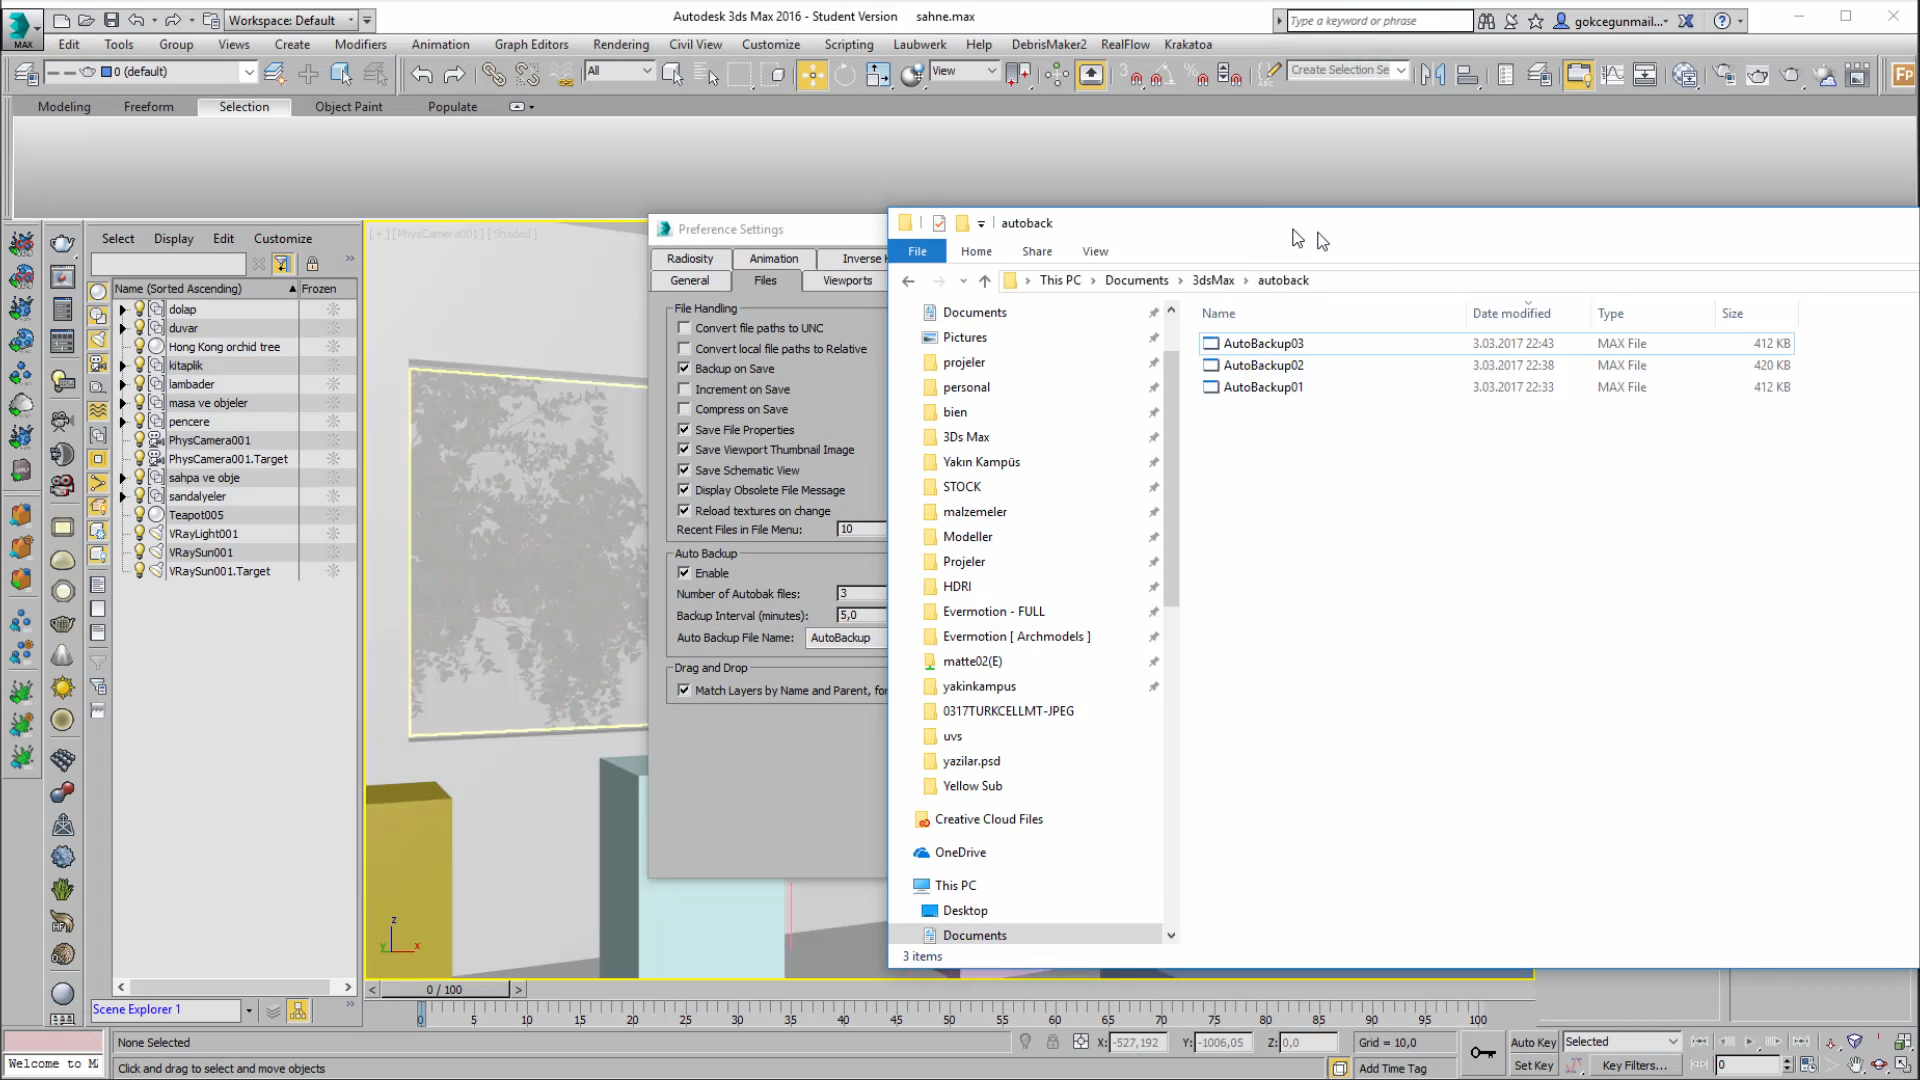 Workspace: Default
Autodesk 3ds Max 2016 - Student Version sahne.max
Type a keyword or phrase
gokcegunmail...
MAX
Edit Tools Group Views Create Modifiers Animation Graph Editors Rendering Civil View Customize Scripting Laubwerk Help DebrisMaker2 RealFlow Krakatoa
0 (default)
All
View
Create Selection Se
Modeling Freeform Selection Object Paint Populate
Select Display Edit Customize
Name (Sorted Ascending) Frozen
dolap
duvar
Hong Kong orchid tree
kitaplik
lambader
masa ve objeler
pencere
PhysCamera001
PhysCamera001.Target
sahpa ve obje
sandalyeler
Teapot005
VRayLight001
VRaySun001
VRaySun001.Target
Scene Explorer 1
[+] [PhysCamera001] [Shaded]
Preference Settings
Radiosity Animation Inverse K
General Files Viewports
File Handling
Convert file paths to UNC
Convert local file paths to Relative
Backup on Save
Increment on Save
Compress on Save
Save File Properties
Save Viewport Thumbnail Image
Save Schematic View
Display Obsolete File Message
Reload textures on change
Recent Files in File Menu: 10
Auto Backup
Enable
Number of Autobak files: 3
Backup Interval (minutes): 5,0
Auto Backup File Name: AutoBackup
Drag and Drop
Match Layers by Name and Parent, for
autoback
File Home Share View
This PC Documents 3dsMax autoback
Documents
Pictures
projeler
personal
bien
3Ds Max
Yakın Kampüs
STOCK
malzemeler
Modeller
Projeler
HDRI
Evermotion - FULL
Evermotion [ Archmodels ]
matte02(E)
yakinkampus
0317TURKCELLMT-JPEG
uvs
yazilar.psd
Yellow Sub
Creative Cloud Files
OneDrive
This PC
Desktop
Documents
3 items
Name Date modified Type Size
AutoBackup03 3.03.2017 22:43 MAX File 412 KB
AutoBackup02 3.03.2017 22:38 MAX File 420 KB
AutoBackup01 3.03.2017 22:33 MAX File 412 KB
z
y x
0 / 100
0 5 10 15 20 25 30 35 40 45 50 55 60 65 70 75 80 85 90 95 100
None Selected
X: -527,192 Y: -1006,05 Z: 0,0 Grid = 10,0
Auto Key Selected
Welcome to M
Click and drag to select and move objects
Add Time Tag
Set Key Key Filters... 0